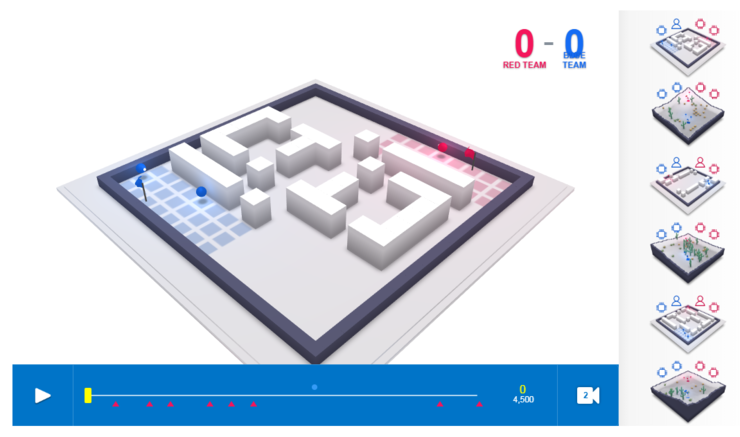 0 - 0
RED TEAM
BLUE TEAM
0
4,500
2